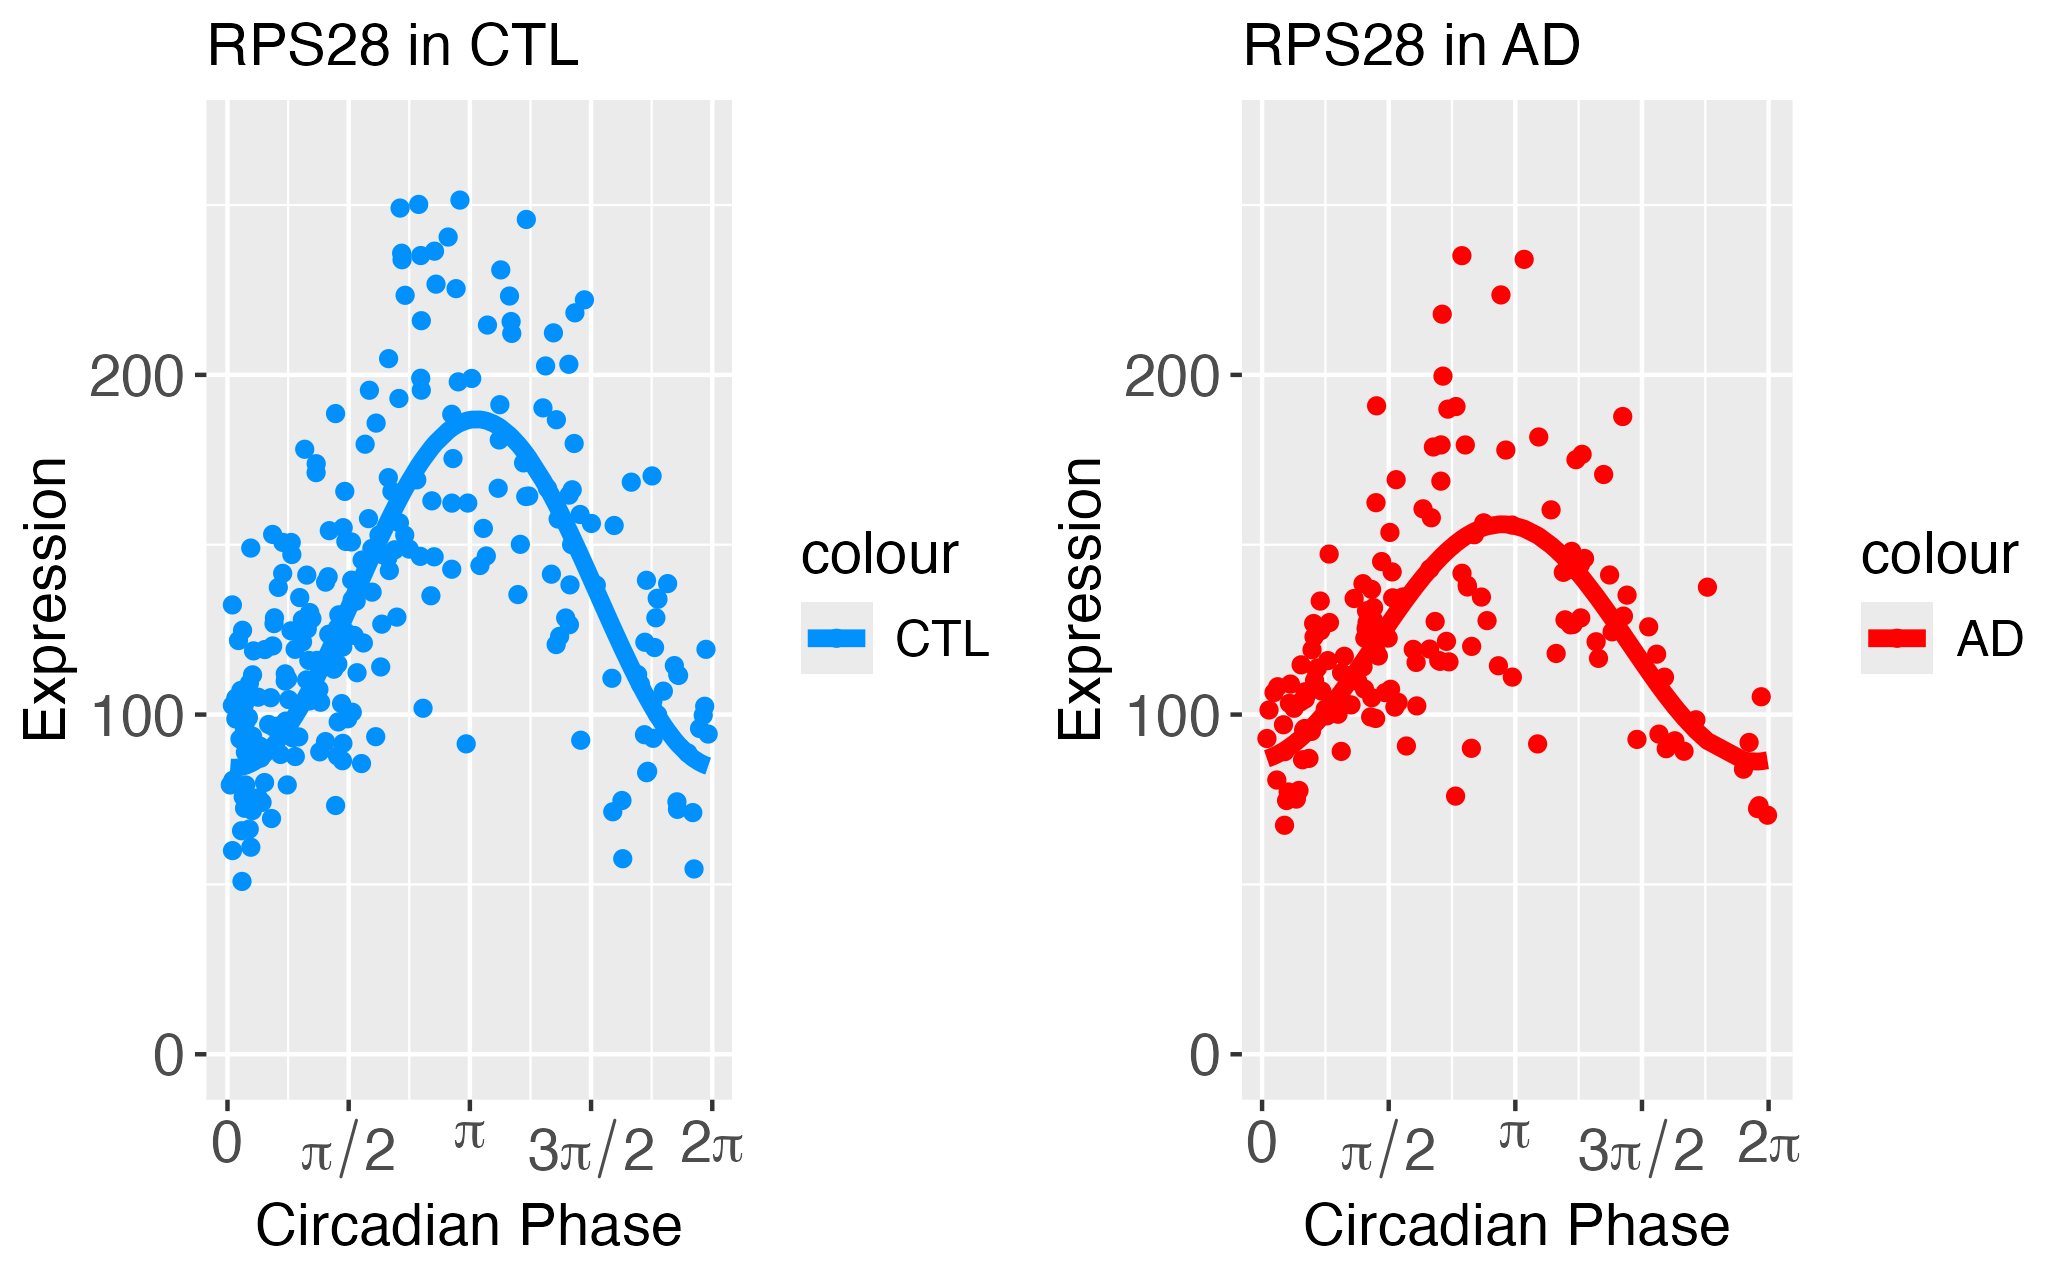 RPS28 in CTL
Expression
200
100
0
0
π/2
π
3π/2
2π
Circadian Phase
colour
CTL
RPS28 in AD
Expression
200
100
0
0
π/2
π
3π/2
2π
Circadian Phase
colour
AD